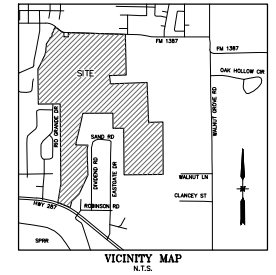 FM 1387
FM 1387
SITE
OAK HOLLOW CIR
WALNUT GROVE RD
RIO GRANDE DR
SAND RD
DIVIDEND RD
EASTGATE DR
WALNUT LN
CLANCEY ST
ROBINSON RD
HWY 287
SPRR
VICINITY MAP
N.T.S.